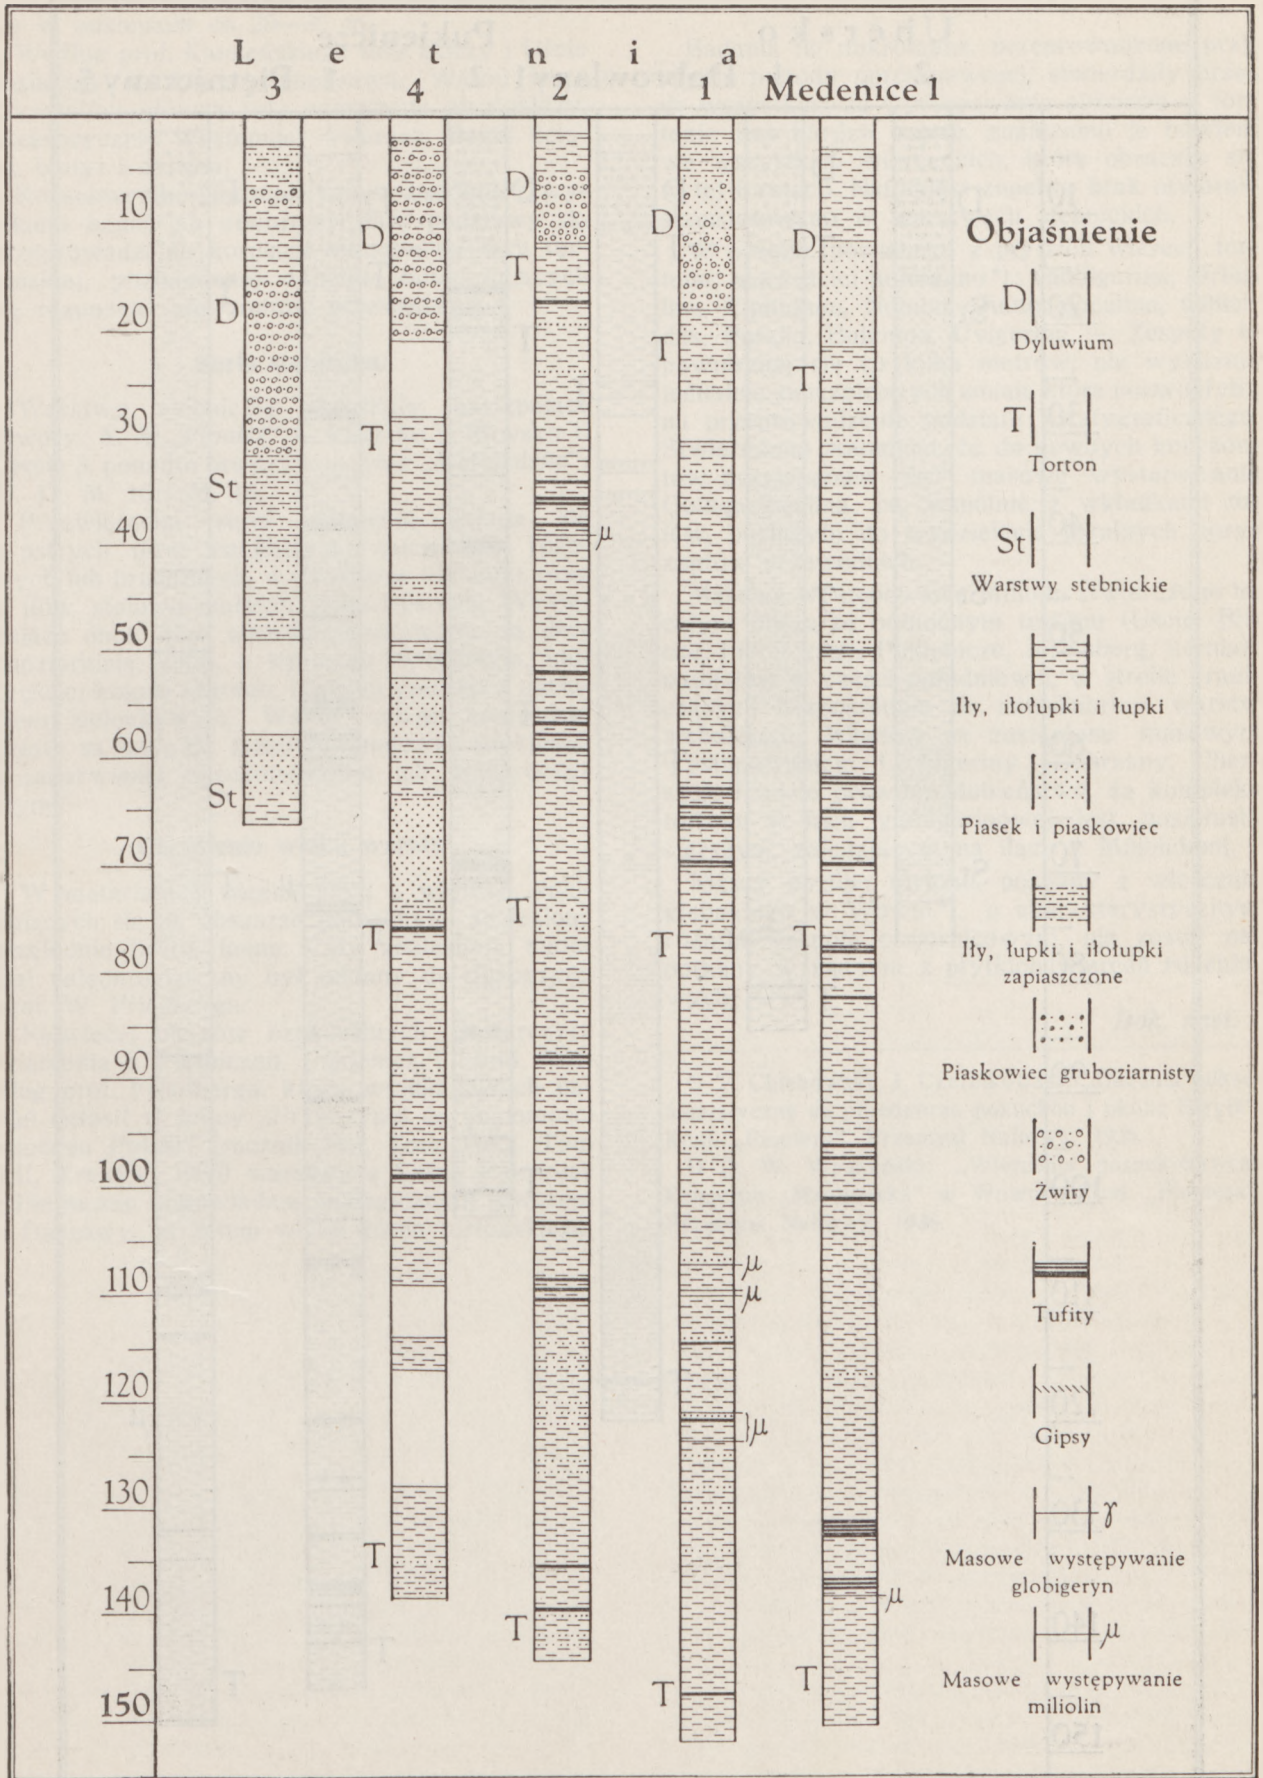 L e t n i a
3 4 2 1 Medenice 1
10
20
30
40
50
60
70
80
90
100
110
120
130
140
150
D
St
St
D
T
T
T
D
T
μ
T
T
D
T
T
μ
μ
μ
T
D
T
T
μ
T
Objaśnienie
D
Dyluwium
T
Torton
St
Warstwy stebnickie
Iły, iłołupki i łupki
Piasek i piaskowiec
Iły, łupki i iłołupki
zapiaszczone
Piaskowiec gruboziarnisty
Żwiry
Tufity
Gipsy
γ
Masowe występywanie
globigeryn
μ
Masowe występywanie
miliolin